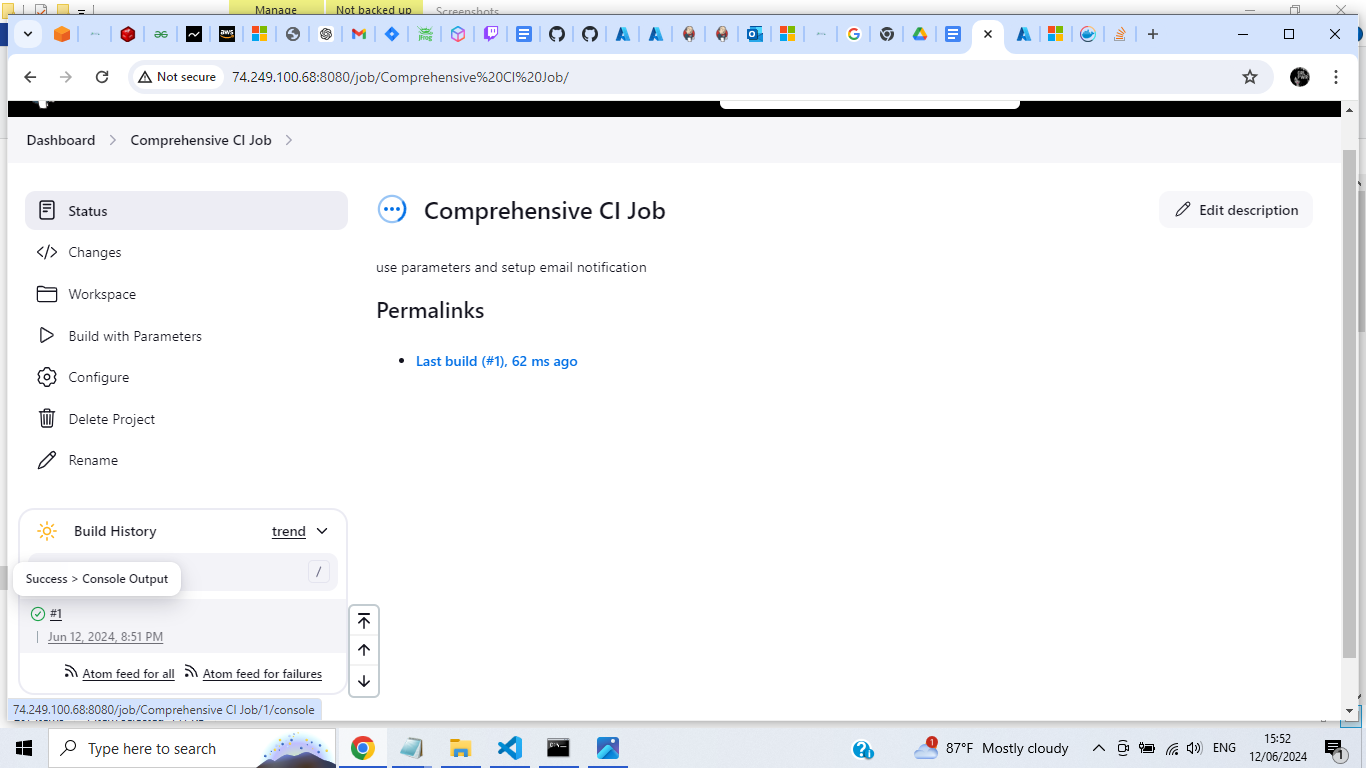 Manage
Not backed up
Screenshots
Not secure
74.249.100.68:8080/job/Comprehensive%20CI%20Job/
Dashboard
Comprehensive CI Job
Status
Changes
Workspace
Build with Parameters
Configure
Delete Project
Rename
Comprehensive CI Job
Edit description
use parameters and setup email notification
Permalinks
Last build (#1), 62 ms ago
Build History
trend
/
Success > Console Output
#1
Jun 12, 2024, 8:51 PM
Atom feed for all
Atom feed for failures
74.249.100.68:8080/job/Comprehensive CI Job/1/console
Type here to search
1
87°F Mostly cloudy
ENG
15:52
12/06/2024
1